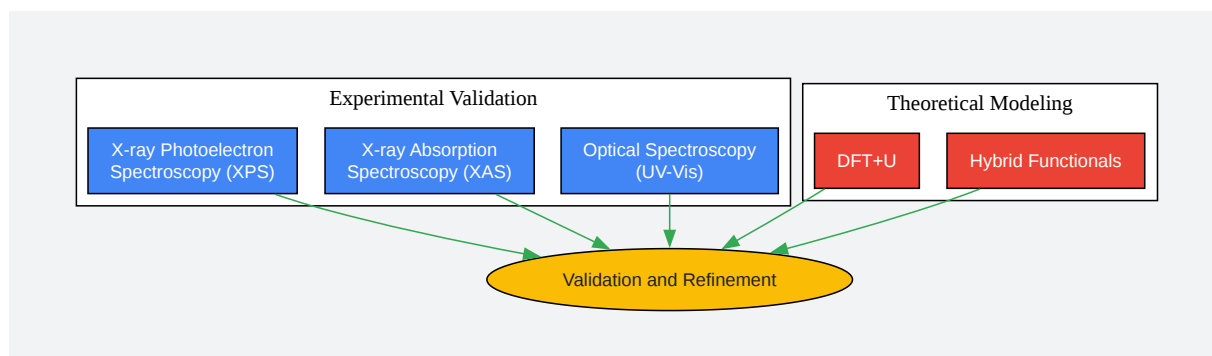 Experimental Validation
X-ray Photoelectron
Spectroscopy (XPS)
X-ray Absorption
Spectroscopy (XAS)
Optical Spectroscopy
(UV-Vis)
Theoretical Modeling
DFT+U
Hybrid Functionals
Validation and Refinement